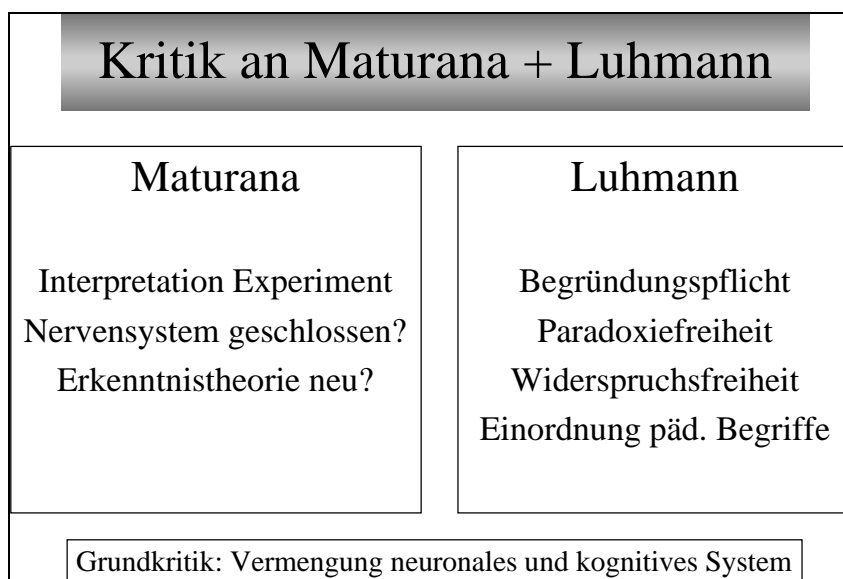 Kritik an Maturana + Luhmann
Maturana
Interpretation Experiment
Nervensystem geschlossen?
Erkenntnistheorie neu?
Luhmann
Begründungspflicht
Paradoxiefreiheit
Widerspruchsfreiheit
Einordnung päd. Begriffe
Grundkritik: Vermengung neuronales und kognitives System